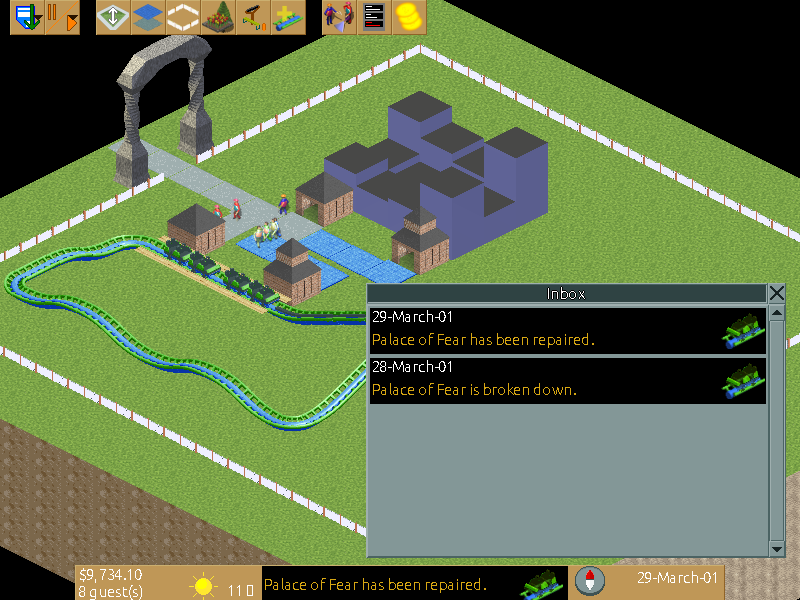 Inbox
29-March-01
Palace of Fear has been repaired.
28-March-01
Palace of Fear is broken down.
$9,734.10
8 guest(s)
11
Palace of Fear has been repaired.
29-March-01